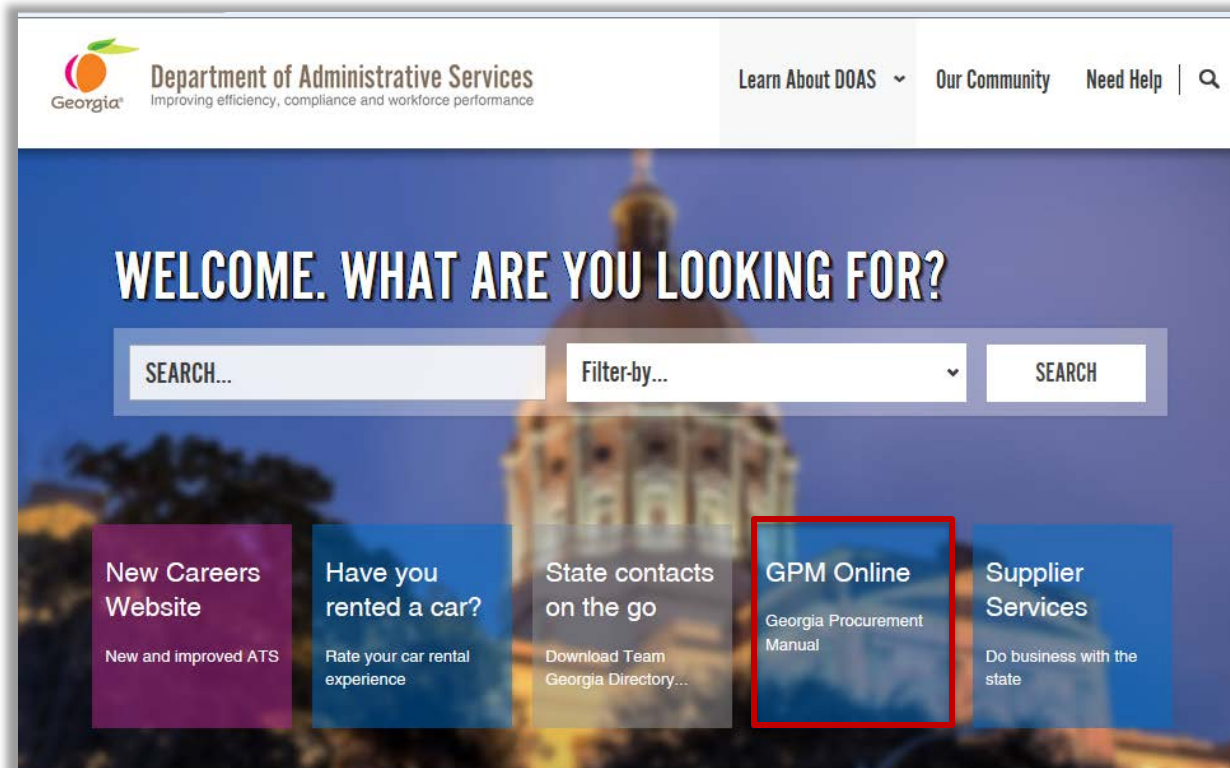 Georgia®
Department of Administrative Services
Improving efficiency, compliance and workforce performance
Learn About DOAS
Our Community
Need Help
WELCOME. WHAT ARE YOU LOOKING FOR?
SEARCH...
Filter-by...
SEARCH
New Careers
Website
New and improved ATS
Have you
rented a car?
Rate your car rental
experience
State contacts
on the go
Download Team
Georgia Directory...
GPM Online
Georgia Procurement
Manual
Supplier
Services
Do business with the
state